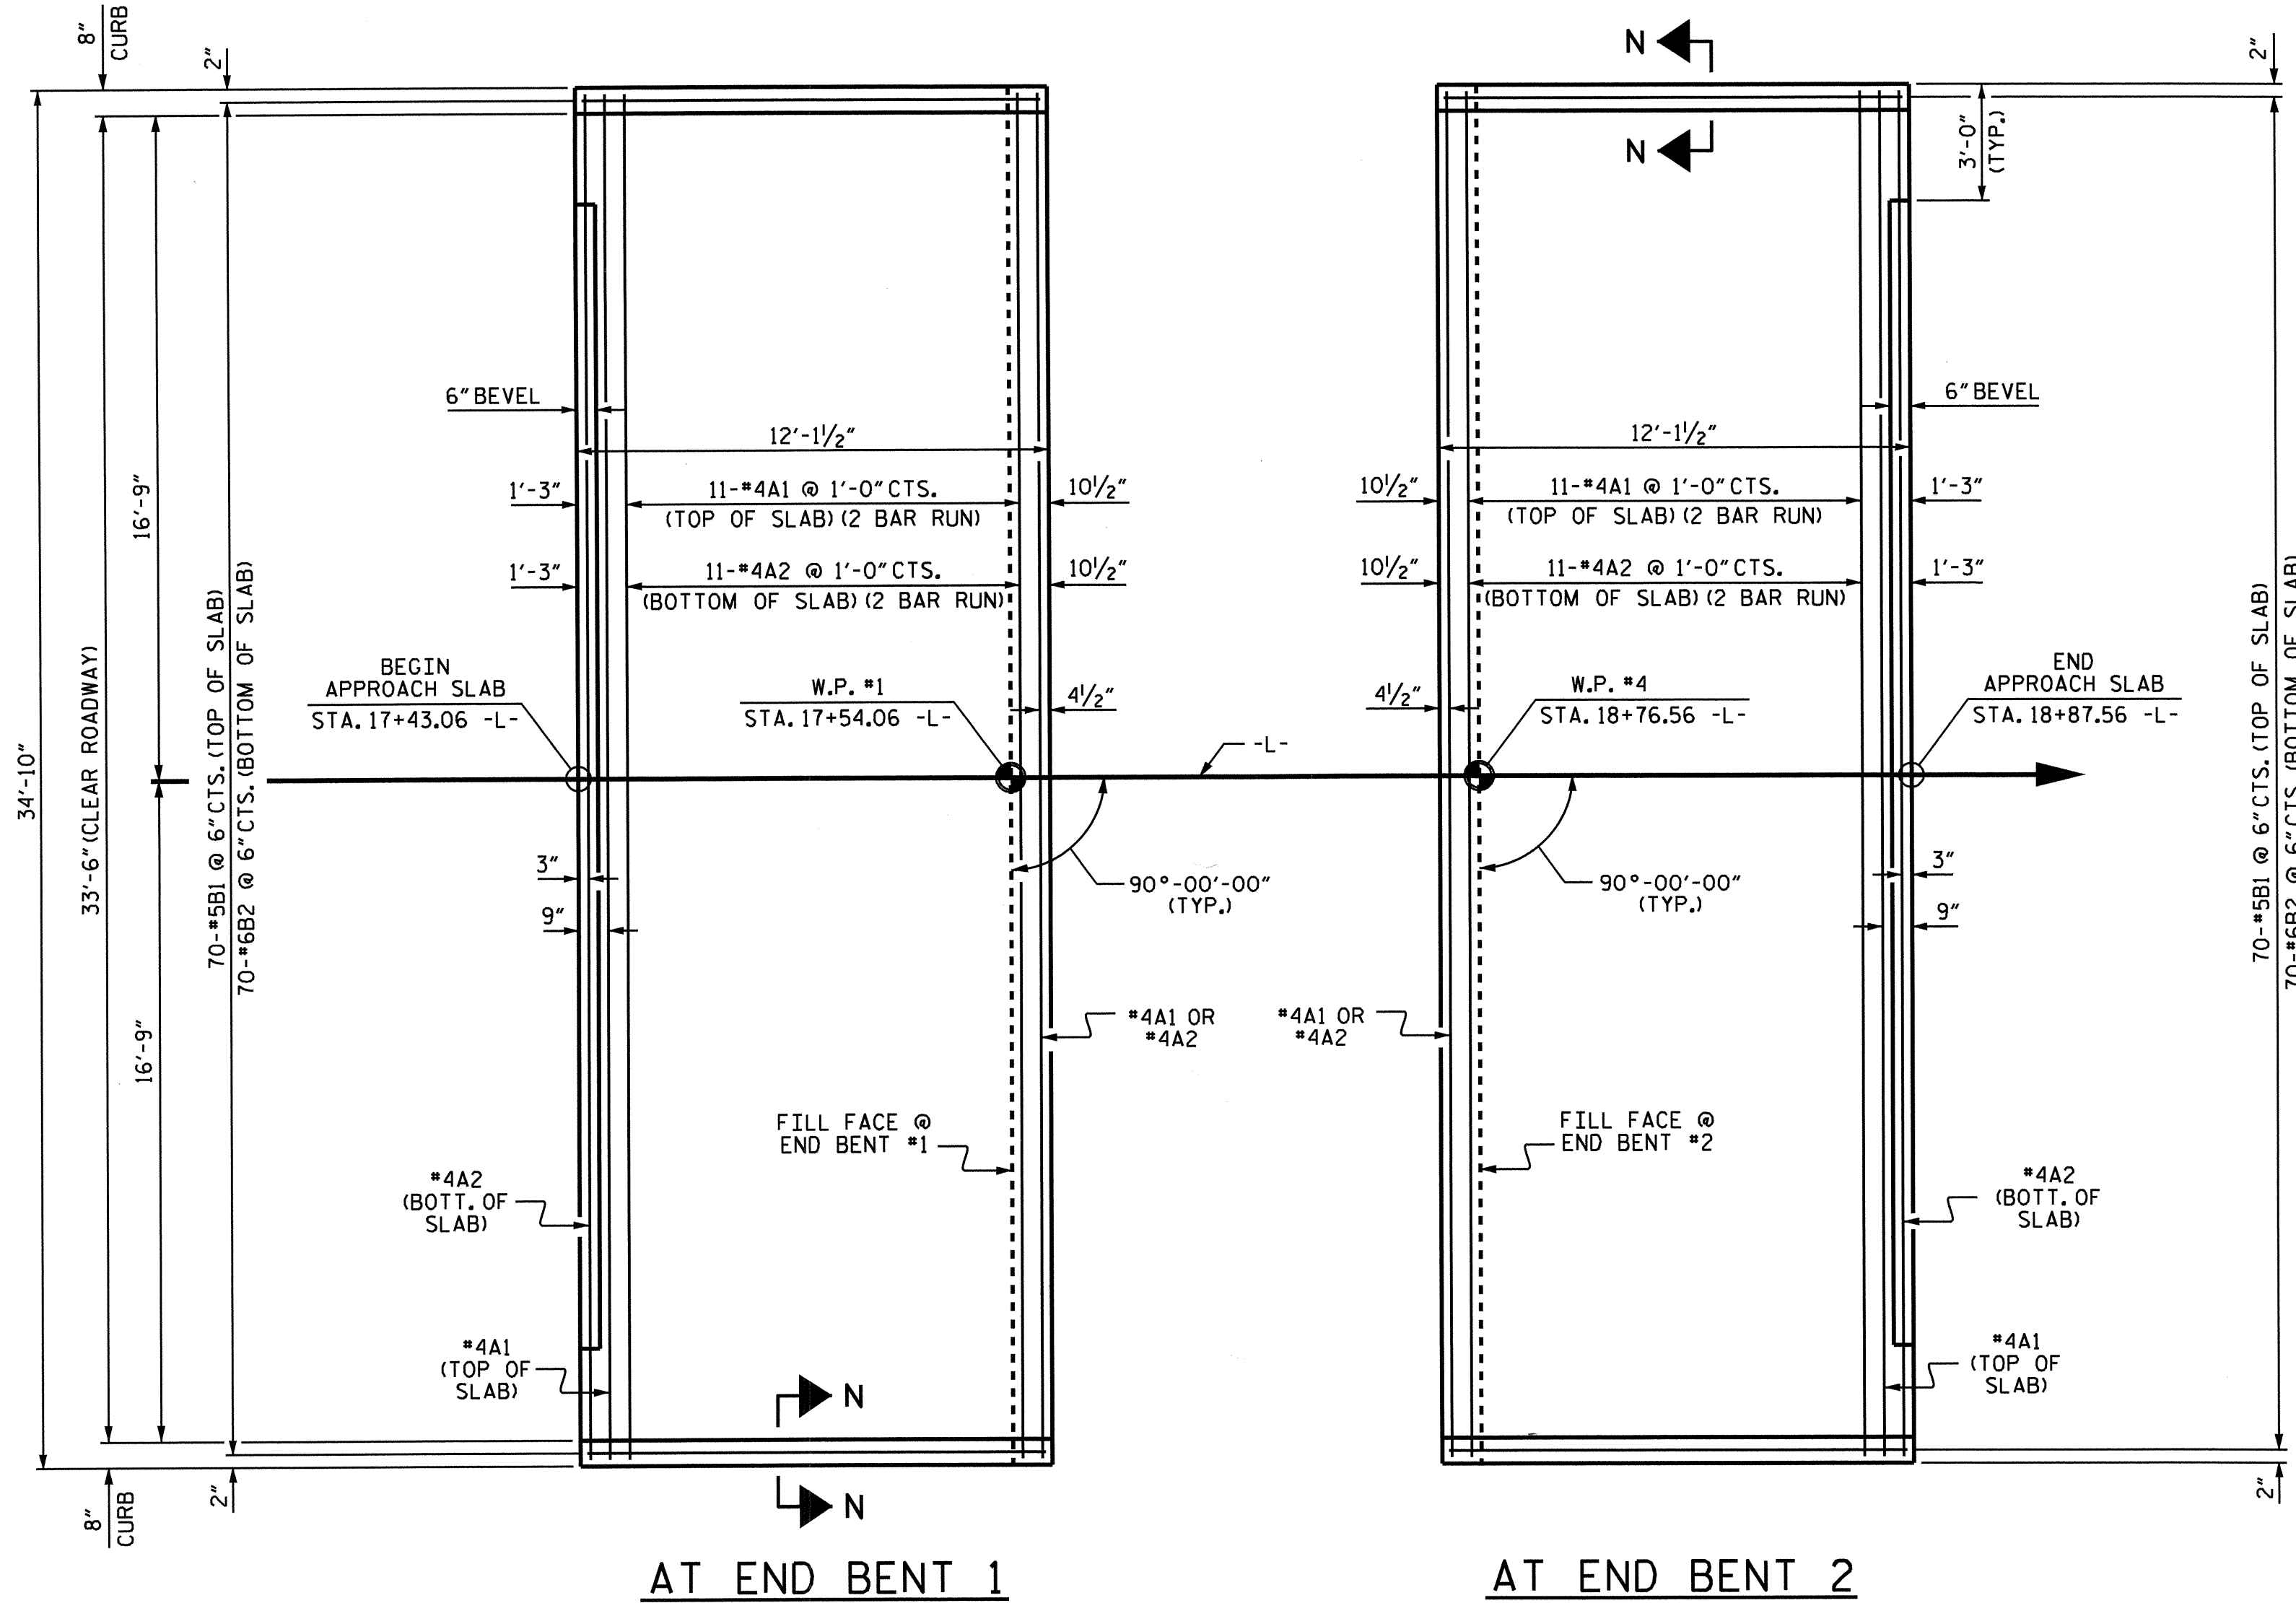 8" CURB
2"
34'-10"
33'-6" (CLEAR ROADWAY)
16'-9"
16'-9"
70-#5B1 @ 6" CTS. (TOP OF SLAB)
70-#6B2 @ 6" CTS. (BOTTOM OF SLAB)
8" CURB
2"
6" BEVEL
12'-1½"
1'-3"
11-#4A1 @ 1'-0" CTS.
(TOP OF SLAB) (2 BAR RUN)
10½"
1'-3"
11-#4A2 @ 1'-0" CTS.
(BOTTOM OF SLAB) (2 BAR RUN)
10½"
BEGIN
APPROACH SLAB
STA. 17+43.06 -L-
W.P. #1
STA. 17+54.06 -L-
4½"
-L-
3"
9"
90°-00'-00"
(TYP.)
#4A1 OR
#4A2
FILL FACE @
END BENT #1
#4A2
(BOTT. OF
SLAB)
#4A1
(TOP OF
SLAB)
N
N
AT END BENT 1
N
N
2"
3'-0"
(TYP.)
6" BEVEL
12'-1½"
10½"
11-#4A1 @ 1'-0" CTS.
(TOP OF SLAB) (2 BAR RUN)
1'-3"
10½"
11-#4A2 @ 1'-0" CTS.
(BOTTOM OF SLAB) (2 BAR RUN)
1'-3"
4½"
W.P. #4
STA. 18+76.56 -L-
END
APPROACH SLAB
STA. 18+87.56 -L-
90°-00'-00"
(TYP.)
3"
9"
#4A1 OR
#4A2
FILL FACE @
END BENT #2
#4A2
(BOTT. OF
SLAB)
#4A1
(TOP OF
SLAB)
70-#5B1 @ 6" CTS. (TOP OF SLAB)
70-#6B2 @ 6" CTS. (BOTTOM OF SLAB)
2"
AT END BENT 2